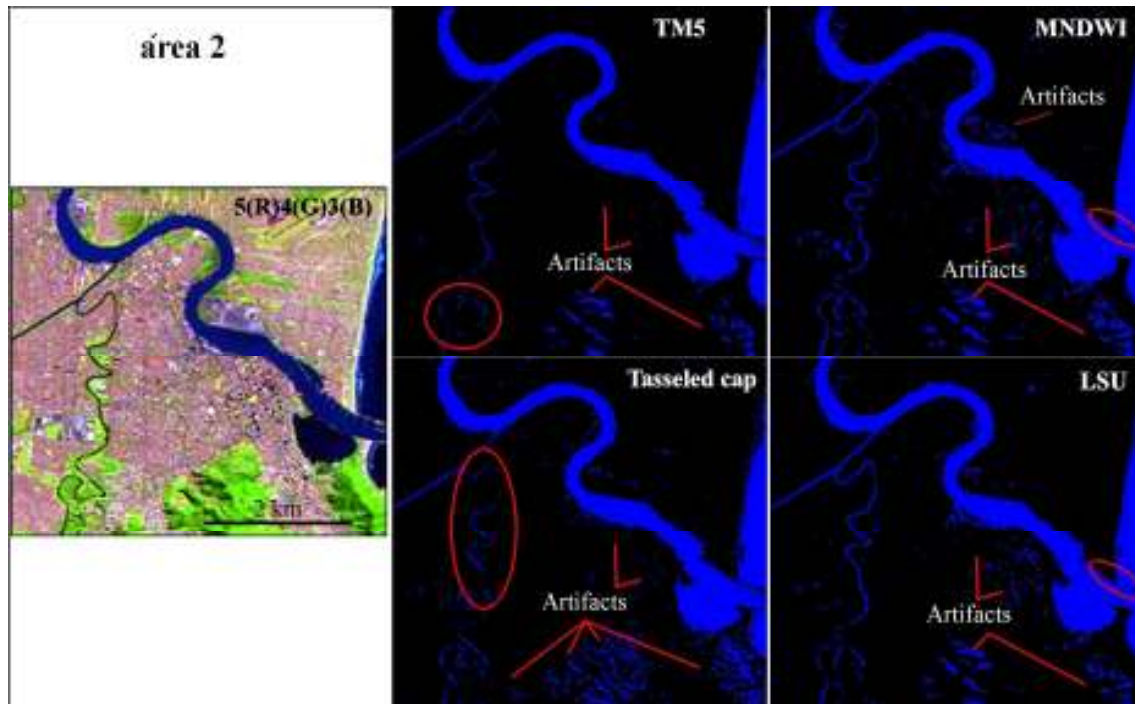 área 2
5(R)4(G)3(B)
2 km
TM5
Artifacts
MNDWI
Artifacts
Artifacts
Tasseled cap
Artifacts
LSU
Artifacts